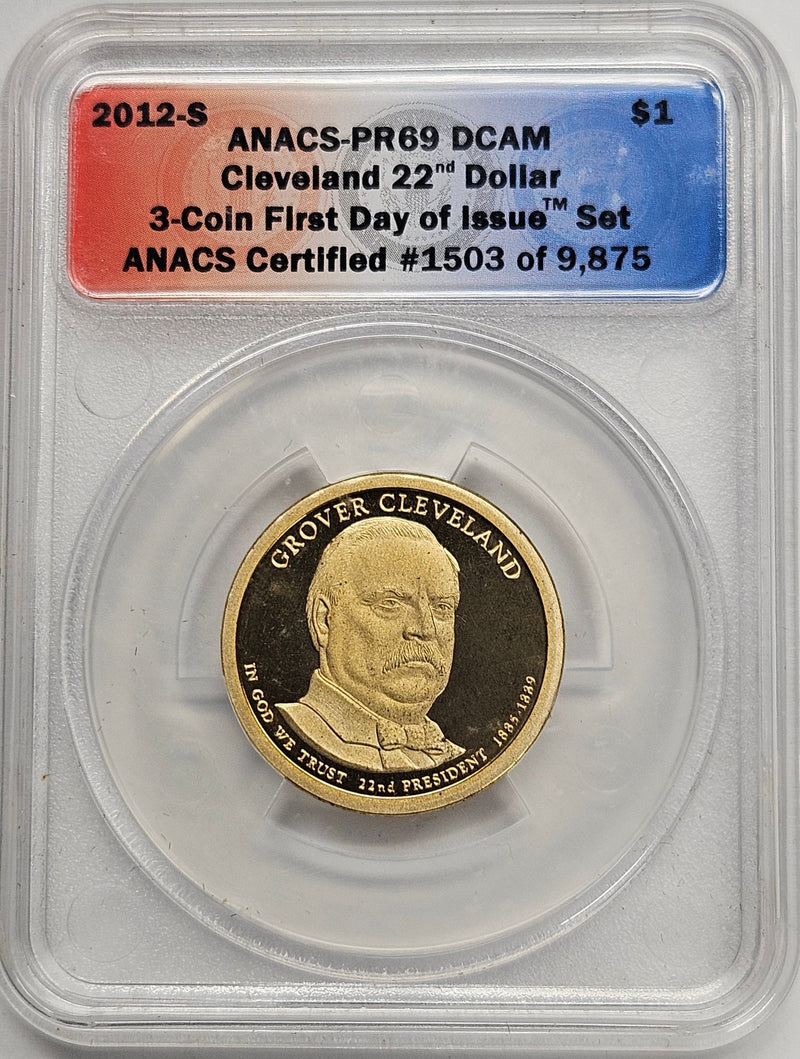 2012-S $1
ANACS-PR69 DCAM
Cleveland 22nd Dollar
3-Coin First Day of Issue™ Set
ANACS Certified #1503 of 9,875
GROVER CLEVELAND
IN GOD WE TRUST 22nd PRESIDENT 1885-1889